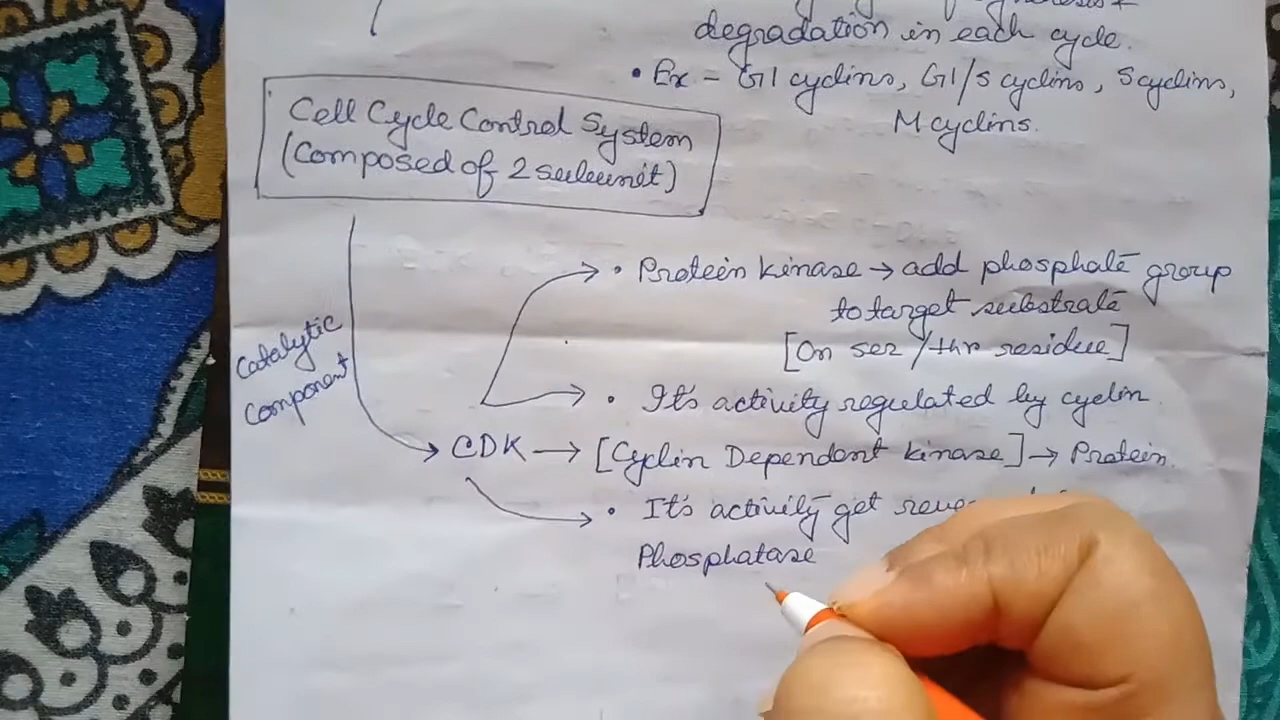 degradation in each cycle.
• Ex - G1 cyclins, G1/S cyclins, S cyclins,
M cyclins.
Cell Cycle Control System
(Composed of 2 subunit)
• Protein kinase → add phosphate group
to target substrate
[On ser/thr residue]
Catalytic
Component
• It's activity regulated by cyclin
CDK → [Cyclin Dependent kinase] → Protein.
• It's activity get
Phosphatase